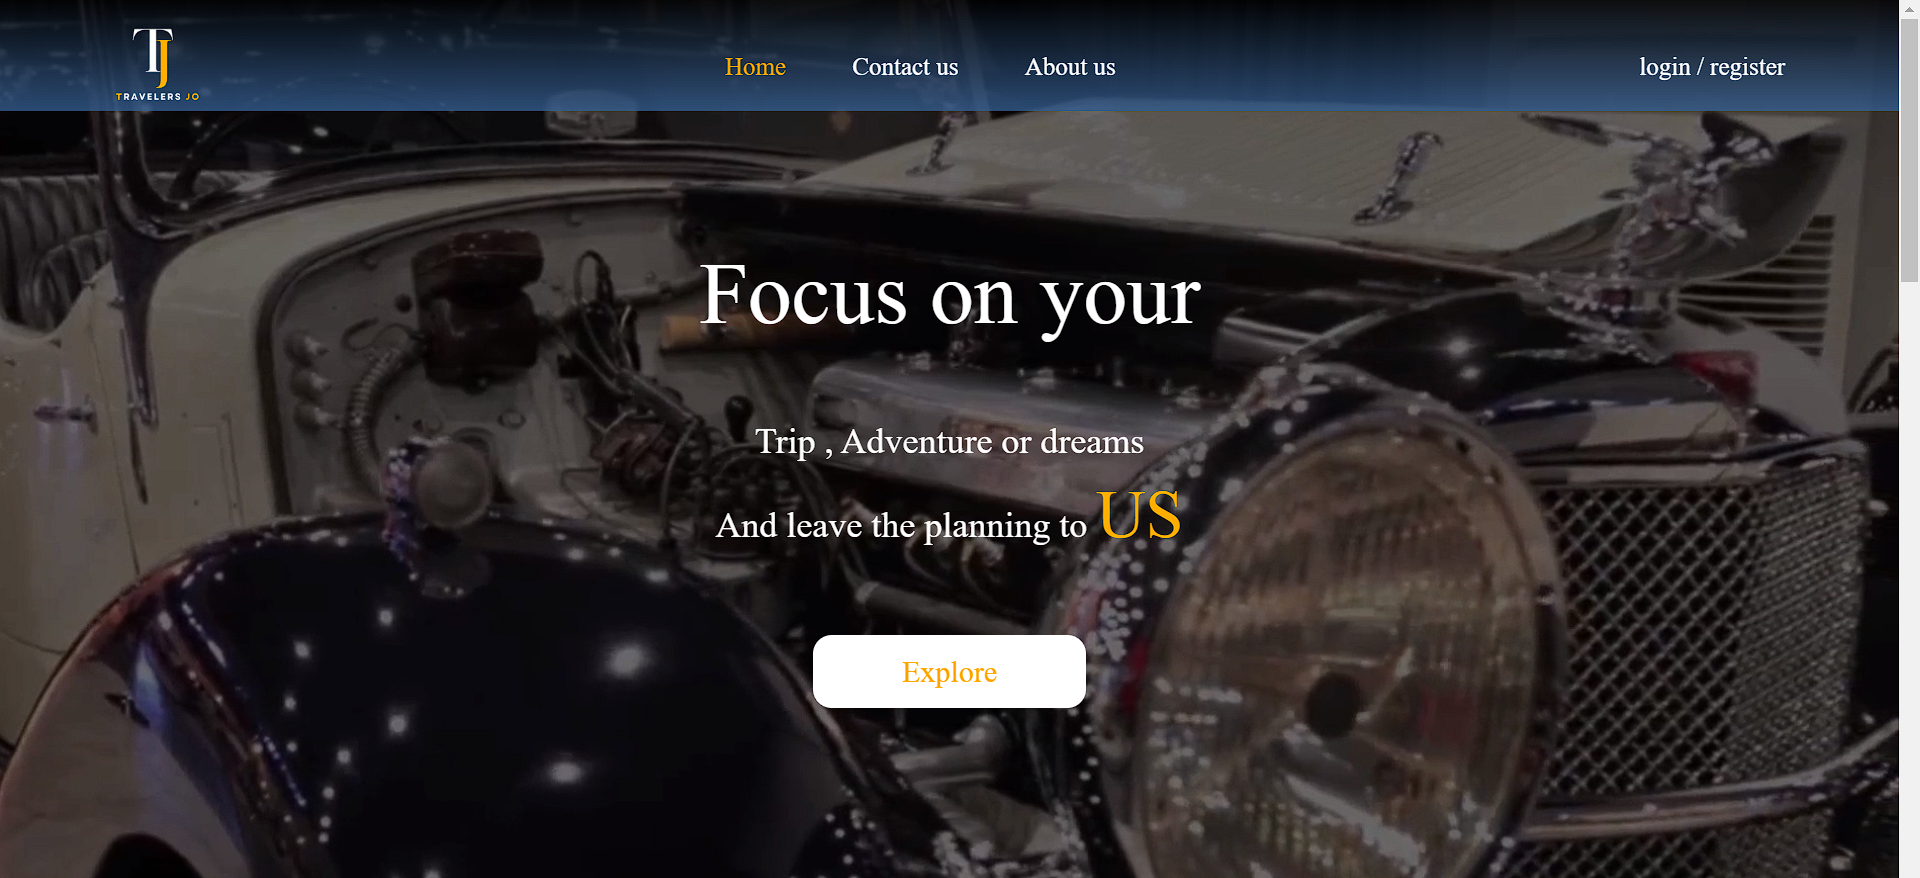 TJ
TRAVELERS JO
Home
Contact us
About us
login / register
Focus on your
Trip , Adventure or dreams
And leave the planning to US
Explore